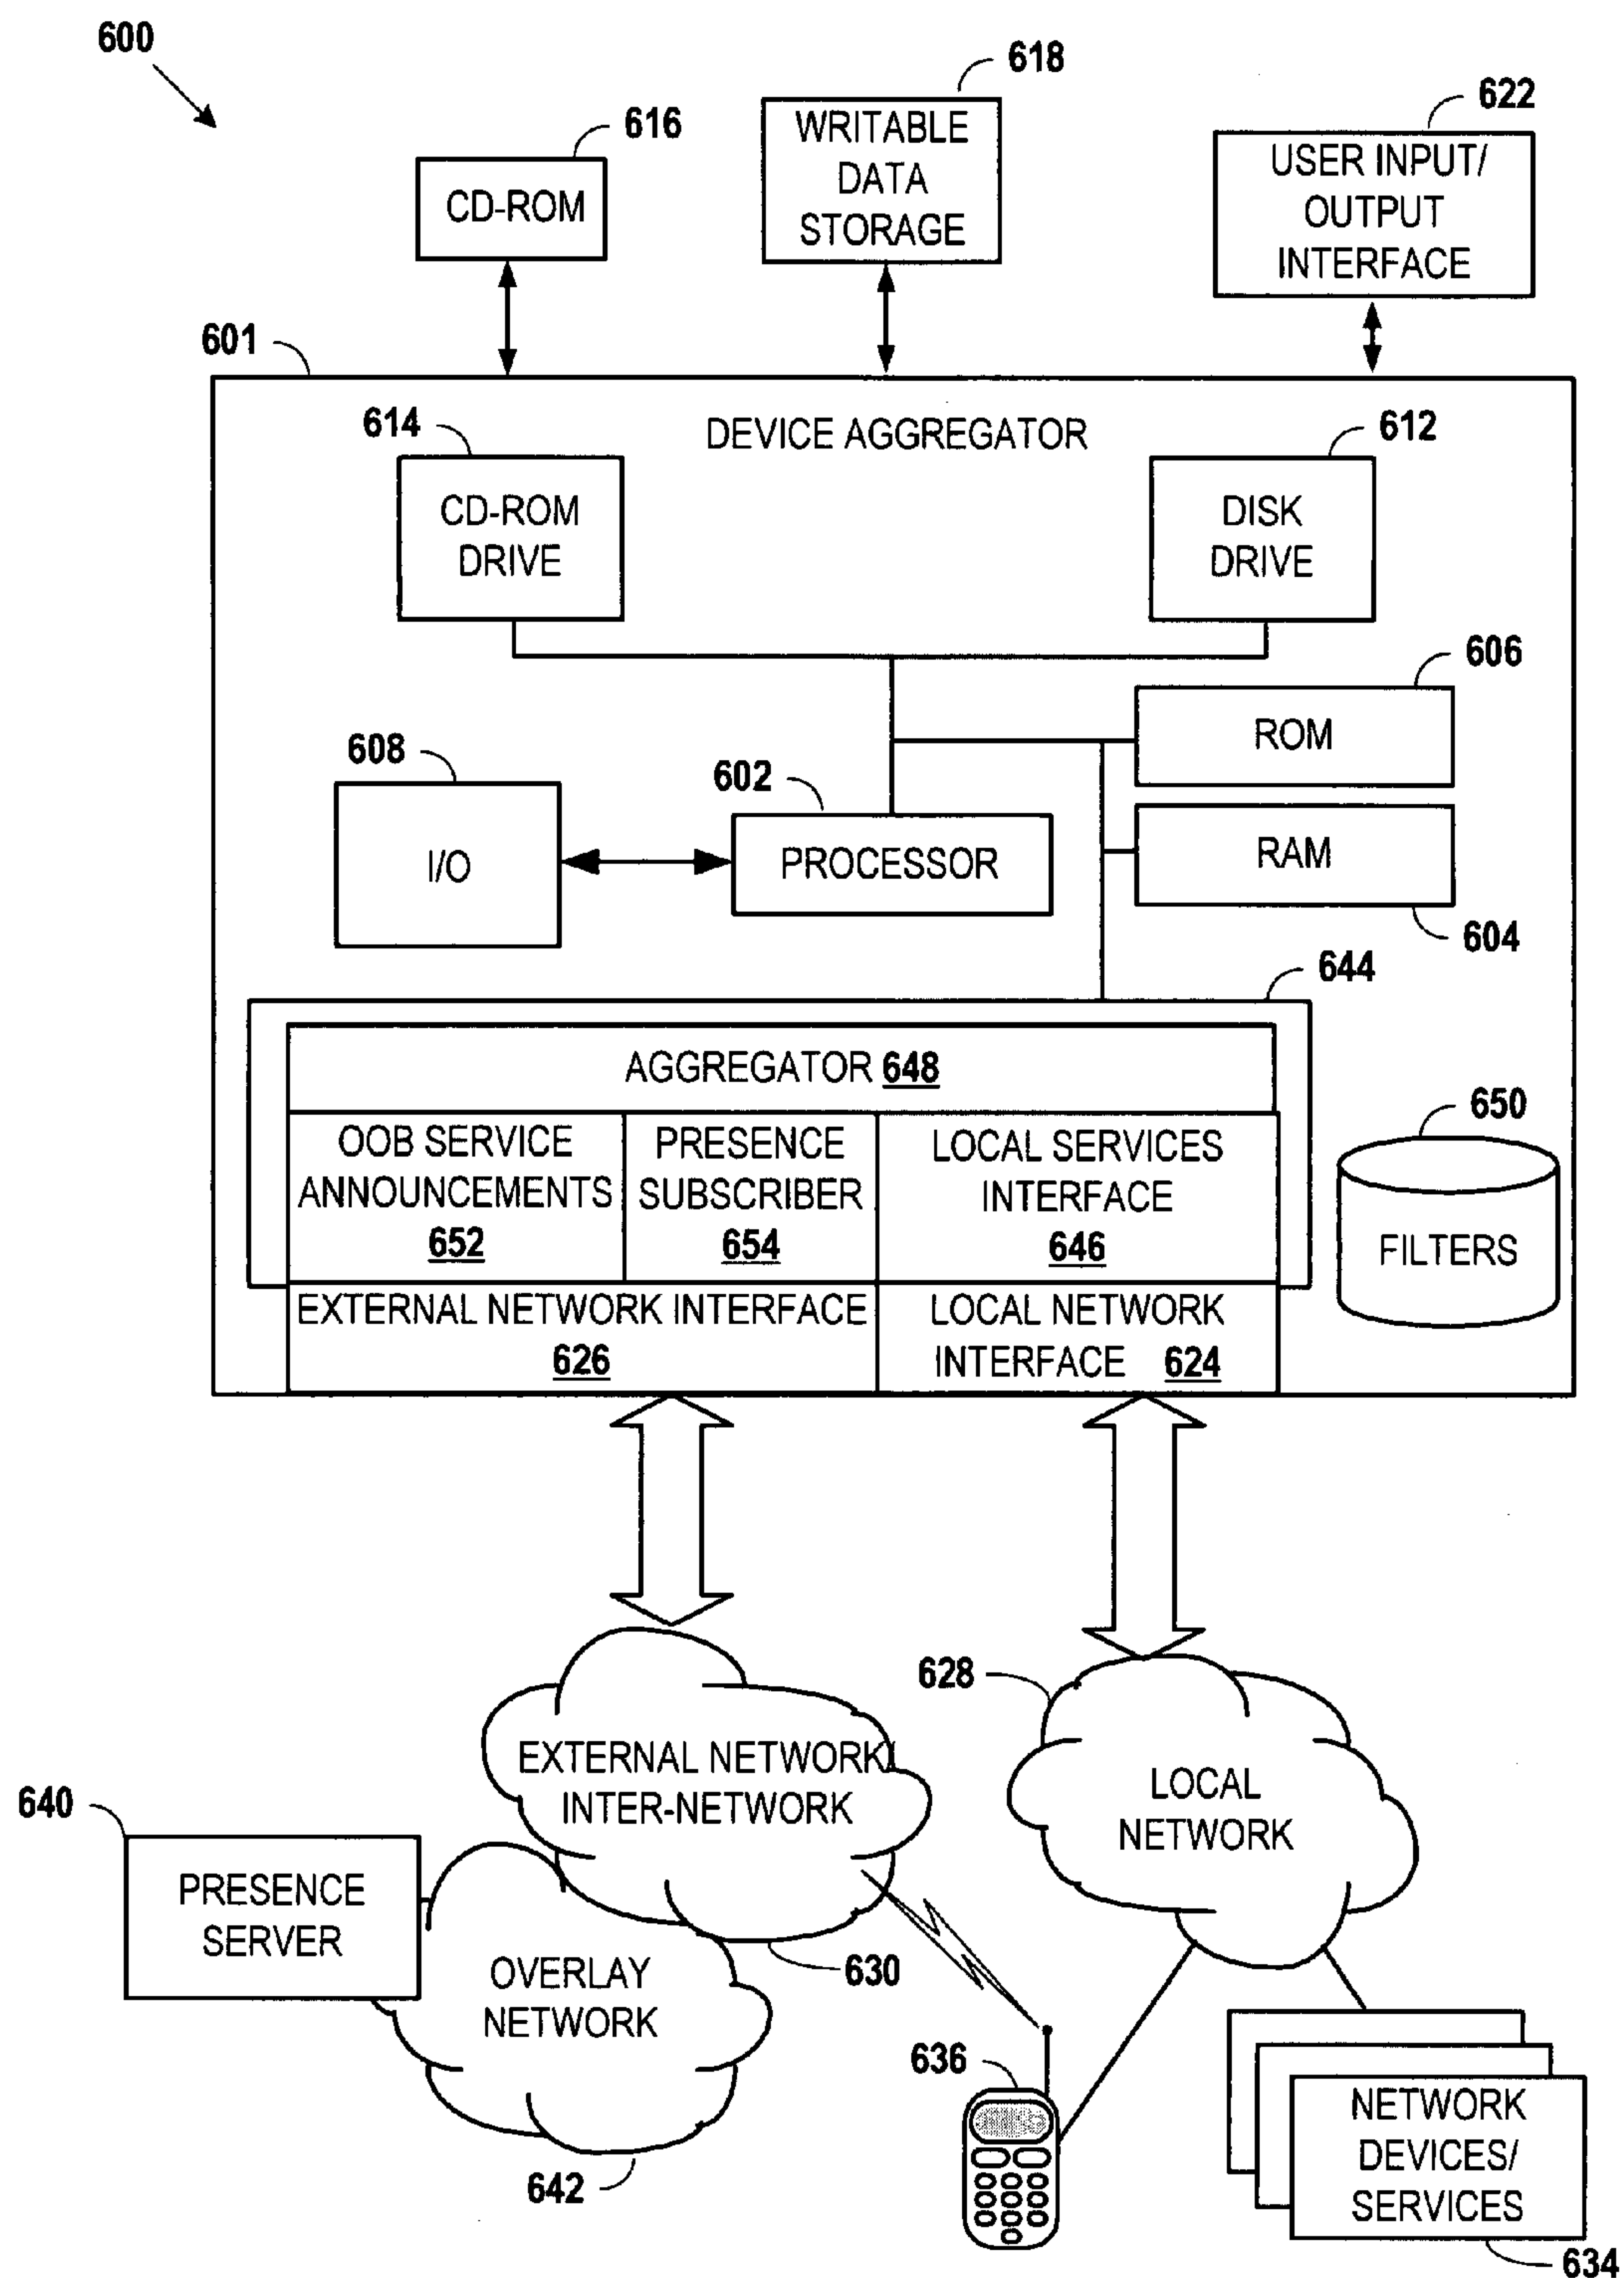 600
616
CD-ROM
618
WRITABLE
DATA
STORAGE
622
USER INPUT/
OUTPUT
INTERFACE
601
DEVICE AGGREGATOR
614
CD-ROM
DRIVE
612
DISK
DRIVE
606
ROM
608
I/O
602
PROCESSOR
RAM
604
644
AGGREGATOR 648
OOB SERVICE
ANNOUNCEMENTS
652
PRESENCE
SUBSCRIBER
654
LOCAL SERVICES
INTERFACE
646
650
FILTERS
EXTERNAL NETWORK INTERFACE
626
LOCAL NETWORK
INTERFACE 624
628
EXTERNAL NETWORK/
INTER-NETWORK
LOCAL
NETWORK
640
PRESENCE
SERVER
630
OVERLAY
NETWORK
642
636
NETWORK
DEVICES/
SERVICES
634